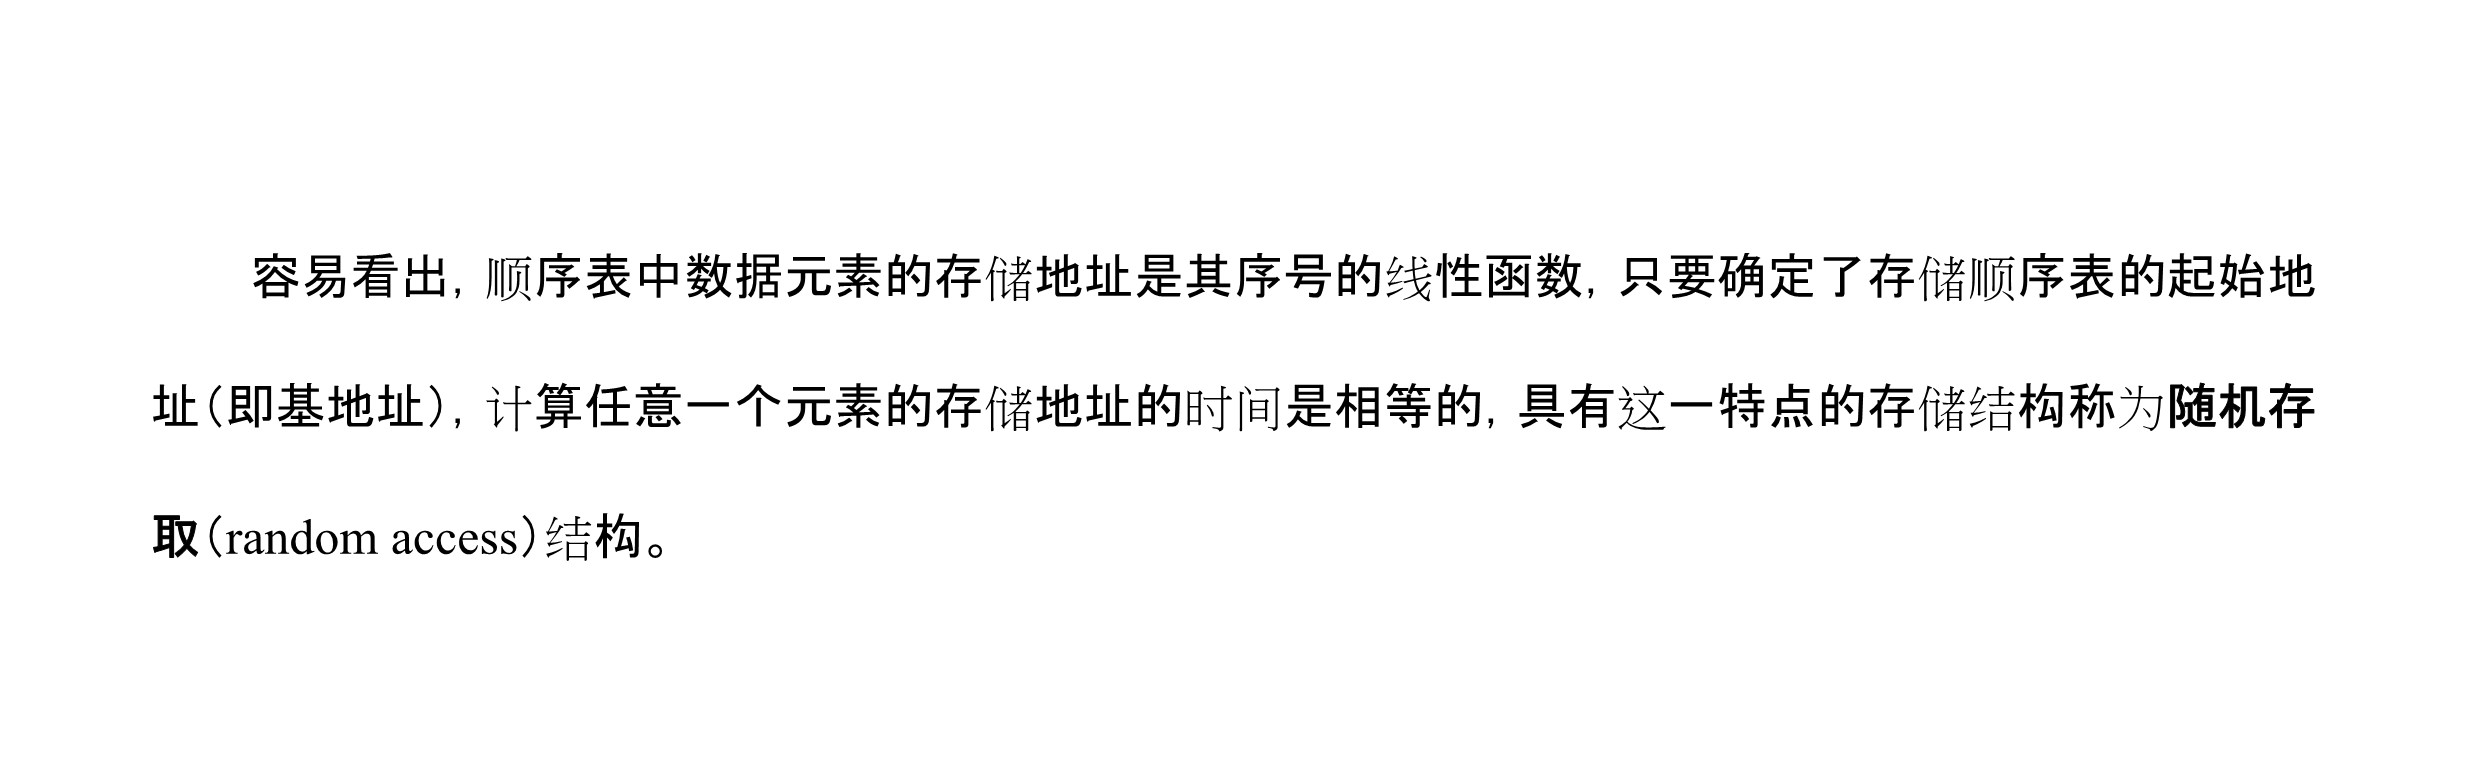 容易看出，顺序表中数据元素的存储地址是其序号的线性函数，只要确定了存储顺序表的起始地
址（即基地址），计算任意一个元素的存储地址的时间是相等的，具有这一特点的存储结构称为随机存
取（random access）结构。